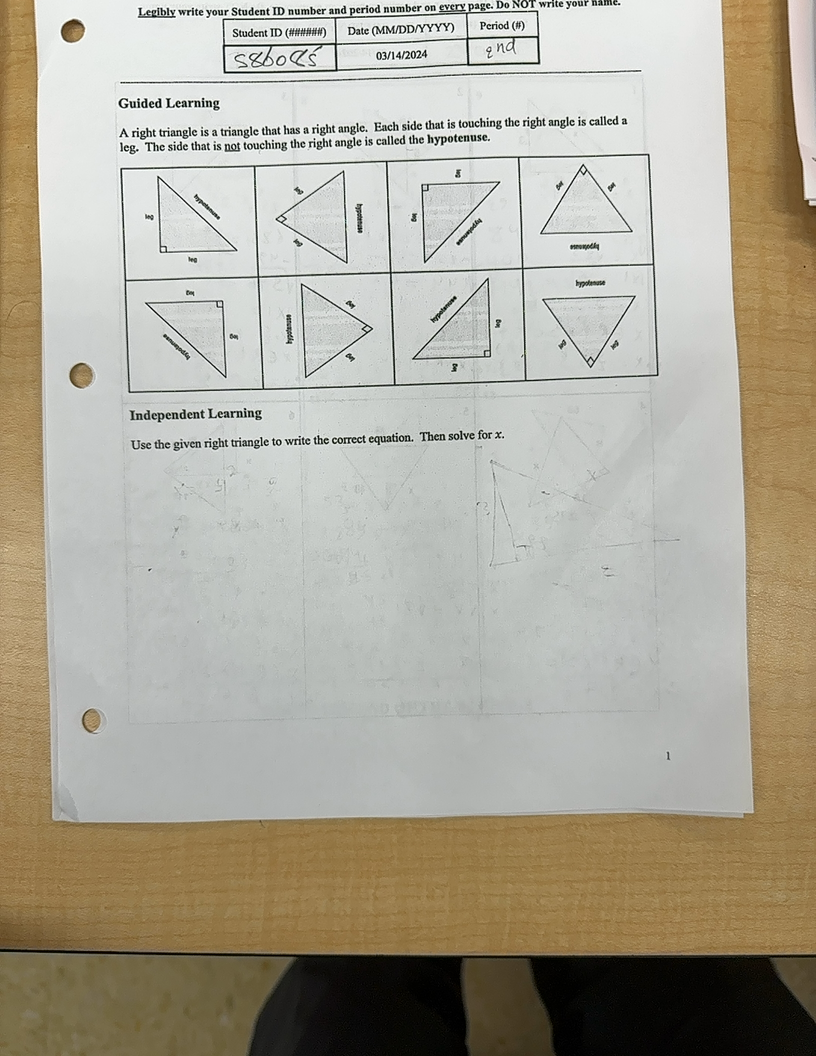 Legibly write your Student ID number and period number on every page. Do NOT write your name.
Student ID (######) Date (MM/DD/YYYY) Period (#)
03/14/2024 2nd
Guided Learning
A right triangle is a triangle that has a right angle. Each side that is touching the right angle is called a
leg. The side that is not touching the right angle is called the hypotenuse.
leg hypotenuse leg
leg hypotenuse leg
leg leg hypotenuse
leg leg hypotenuse
leg leg hypotenuse
hypotenuse leg leg
hypotenuse leg leg
hypotenuse leg leg
Independent Learning
Use the given right triangle to write the correct equation. Then solve for x.
1